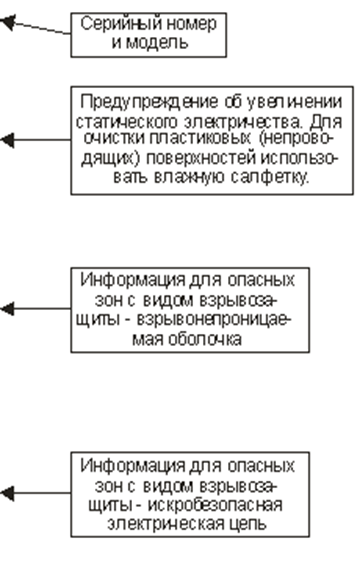 Серийный номер
и модель
Предупреждение об увеличении
статического электричества. Для
очистки пластиковых (непрово-
дящих) поверхностей использо-
вать влажную салфетку.
Информация для опасных
зон с видом взрывоза-
щиты - взрывонепроницае-
мая оболочка
Информация для опасных
зон с видом взрывоза-
щиты - искробезопасная
электрическая цепь